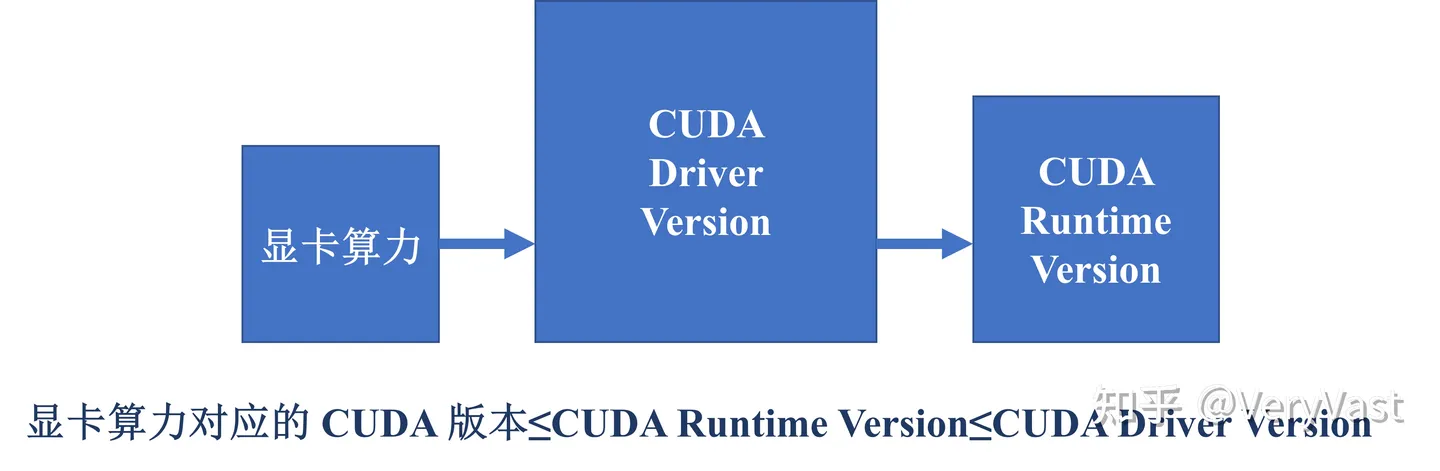 显卡算力
CUDA
Driver
Version
CUDA
Runtime
Version
显卡算力对应的 CUDA 版本≤CUDA Runtime Version≤CUDA Driver Version
知乎 @VeryVast